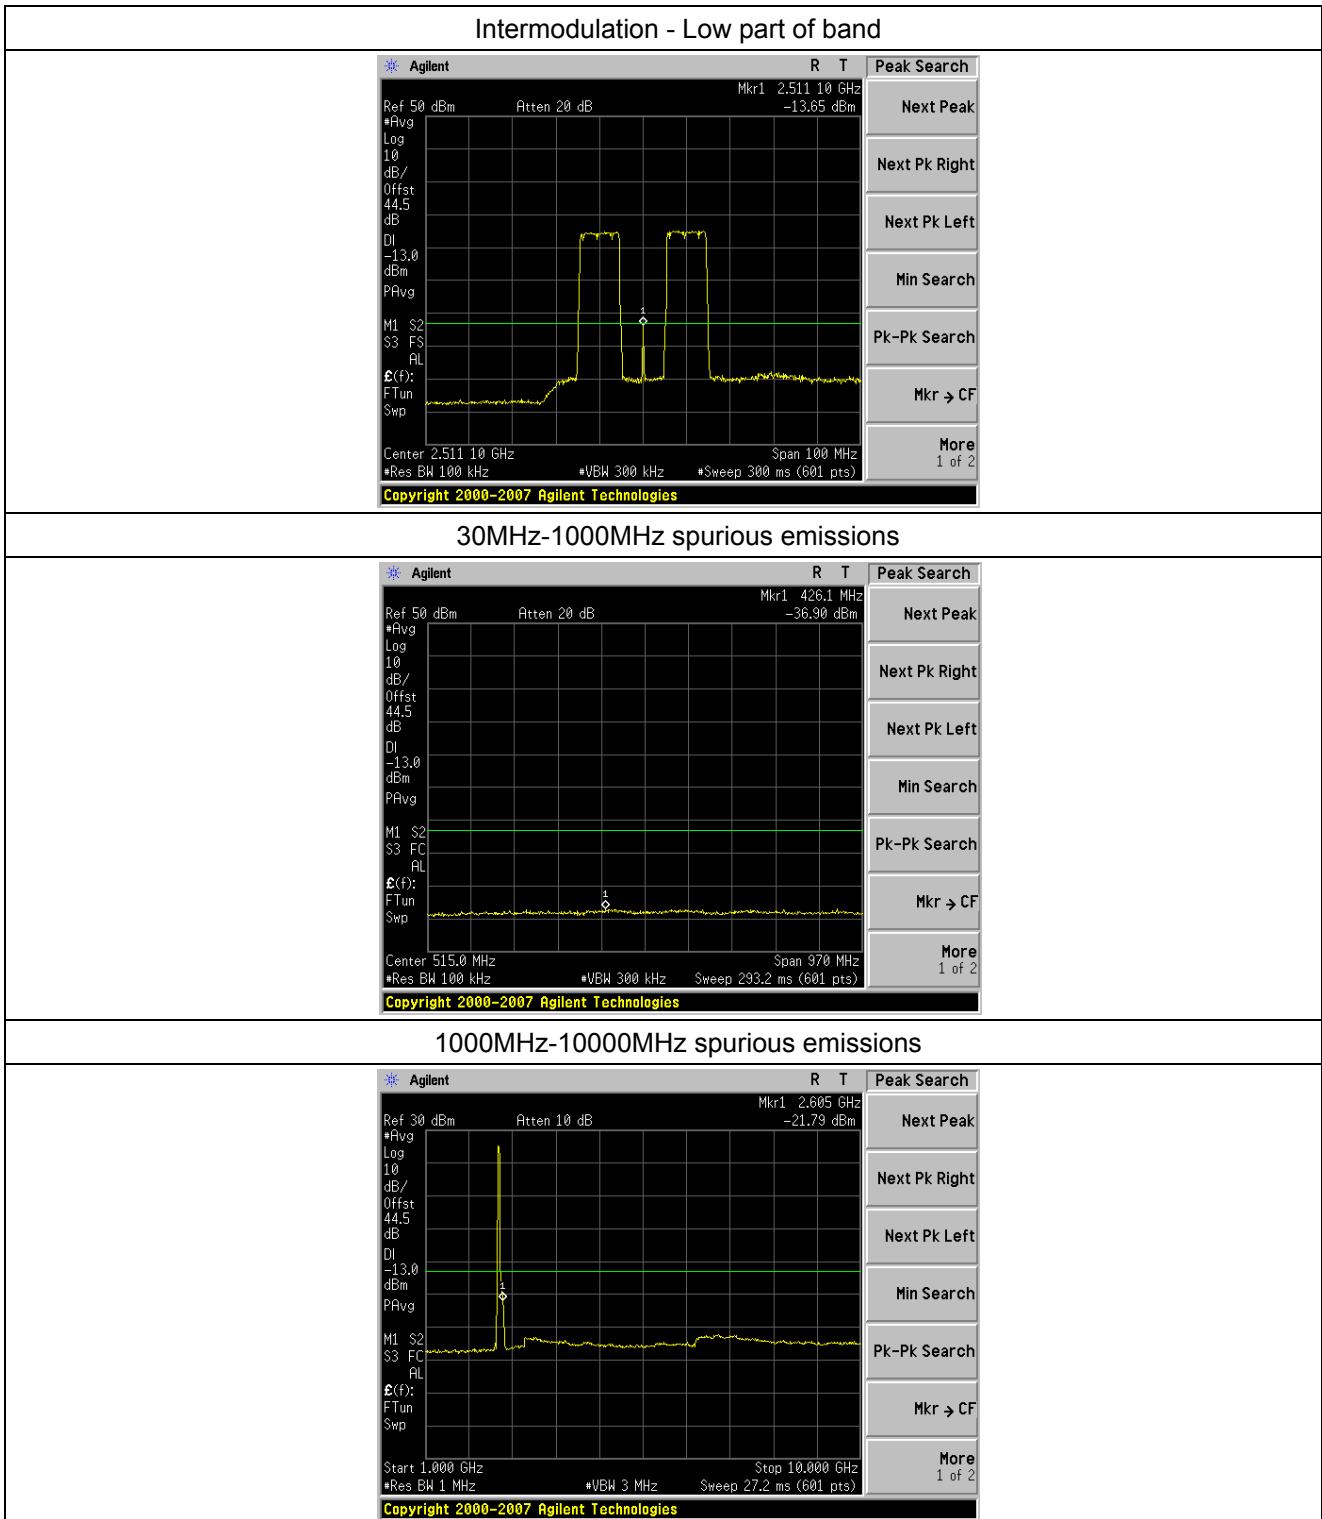 Intermodulation - Low part of band
Agilent R T Peak Search
Mkr1 2.511 10 GHz
Ref 50 dBm Atten 20 dB -13.65 dBm
#Avg
Log
10
dB/
Offst
44.5
dB
DI
-13.0
dBm
PAvg
M1 S2
S3 FS
AL
£(f):
FTun
Swp
1
Center 2.511 10 GHz Span 100 MHz
#Res BW 100 kHz #VBW 300 kHz #Sweep 300 ms (601 pts)
Copyright 2000-2007 Agilent Technologies
Next Peak
Next Pk Right
Next Pk Left
Min Search
Pk-Pk Search
Mkr → CF
More
1 of 2
30MHz-1000MHz spurious emissions
Agilent R T Peak Search
Mkr1 426.1 MHz
Ref 50 dBm Atten 20 dB -36.90 dBm
#Avg
Log
10
dB/
Offst
44.5
dB
DI
-13.0
dBm
PAvg
M1 S2
S3 FC
AL
£(f):
FTun
Swp
1
Center 515.0 MHz Span 970 MHz
#Res BW 100 kHz #VBW 300 kHz Sweep 293.2 ms (601 pts)
Copyright 2000-2007 Agilent Technologies
Next Peak
Next Pk Right
Next Pk Left
Min Search
Pk-Pk Search
Mkr → CF
More
1 of 2
1000MHz-10000MHz spurious emissions
Agilent R T Peak Search
Mkr1 2.605 GHz
Ref 30 dBm Atten 10 dB -21.79 dBm
#Avg
Log
10
dB/
Offst
44.5
dB
DI
-13.0
dBm
PAvg
M1 S2
S3 FC
AL
£(f):
FTun
Swp
1
Start 1.000 GHz Stop 10.000 GHz
#Res BW 1 MHz #VBW 3 MHz Sweep 27.2 ms (601 pts)
Copyright 2000-2007 Agilent Technologies
Next Peak
Next Pk Right
Next Pk Left
Min Search
Pk-Pk Search
Mkr → CF
More
1 of 2